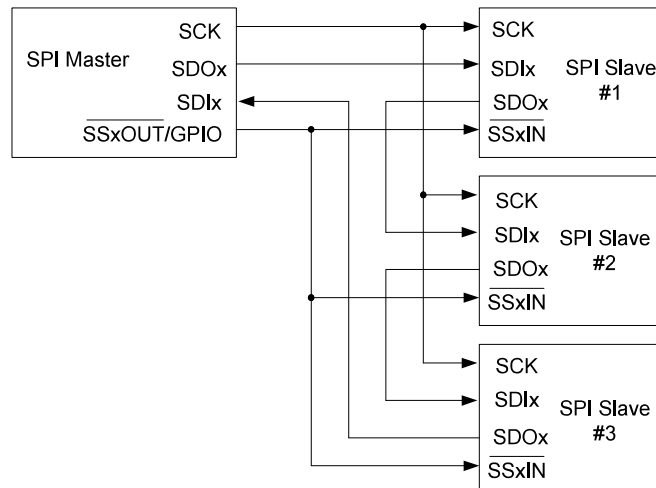 SPI Master
SCK
SDOx
SDIx
SSxOUT/GPIO
SCK
SDIx
SDOx
SSxIN
SPI Slave
#1
SCK
SDIx
SDOx
SSxIN
SPI Slave
#2
SCK
SDIx
SDOx
SSxIN
SPI Slave
#3